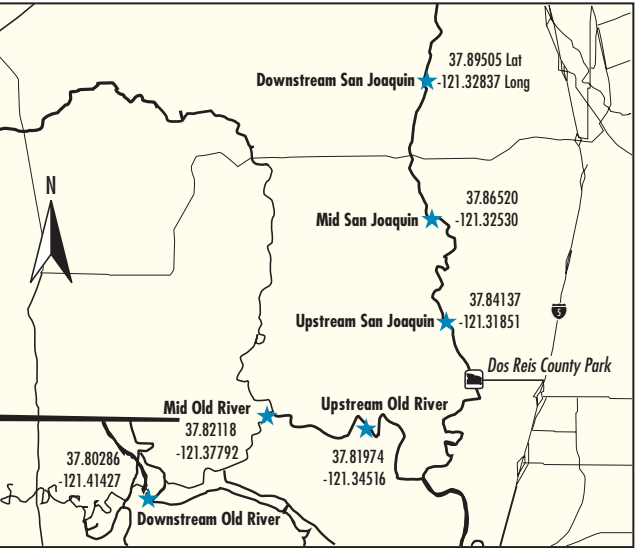 37.89505 Lat
Downstream San Joaquin
-121.32837 Long
N
37.86520
Mid San Joaquin
-121.32530
37.84137
Upstream San Joaquin
-121.31851
5
Dos Reis County Park
Mid Old River
37.82118
-121.37792
Upstream Old River
37.81974
-121.34516
37.80286
-121.41427
Downstream Old River